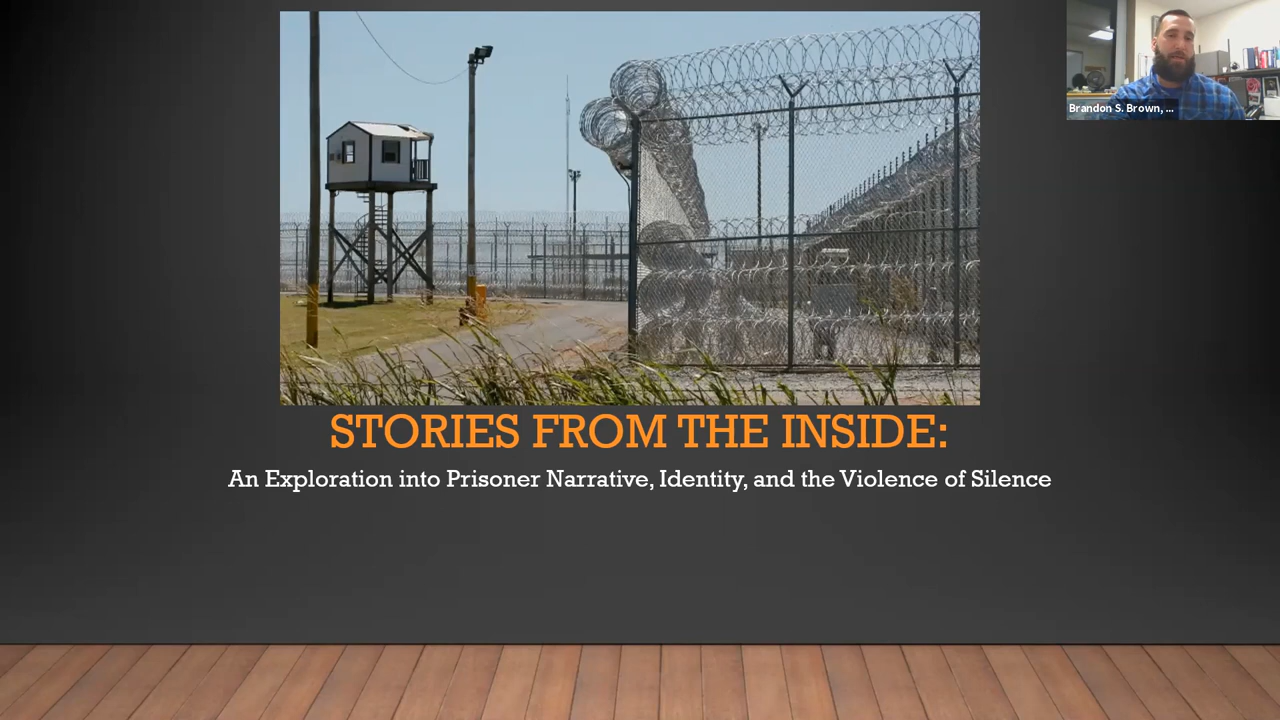 Brandon S. Brown, ...
STORIES FROM THE INSIDE:
An Exploration into Prisoner Narrative, Identity, and the Violence of Silence